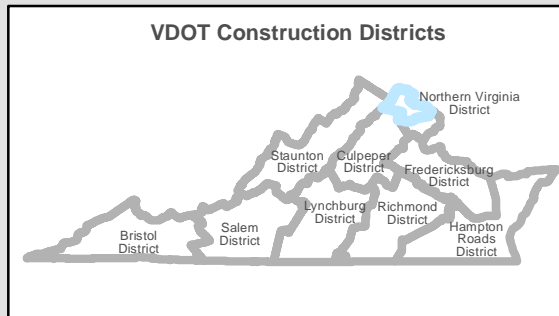 VDOT Construction Districts
Northern Virginia
District
Staunton
District
Culpeper
District
Fredericksburg
District
Lynchburg
District
Richmond
District
Bristol
District
Salem
District
Hampton
Roads
District